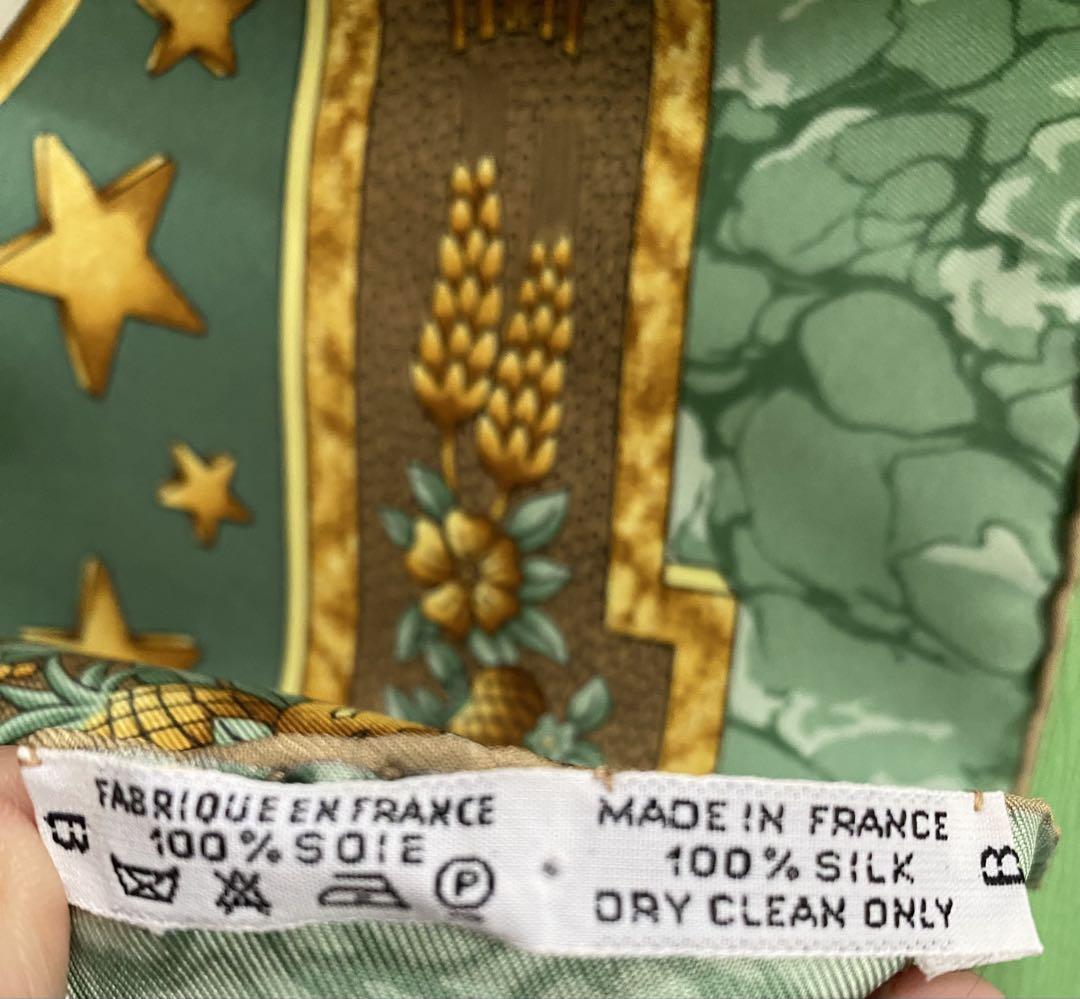 FABRIQUE EN FRANCE
100% SOIE
P
B
MADE IN FRANCE
100% SILK
DRY CLEAN ONLY
B